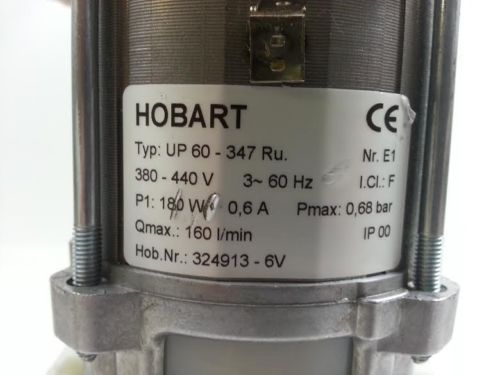 HOBART CE
Typ: UP 60 - 347 Ru. Nr. E1
380 - 440 V 3~ 60 Hz I.Cl.: F
P1: 180 W 0,6 A Pmax: 0,68 bar
Qmax.: 160 l/min IP 00
Hob.Nr.: 324913 - 6V